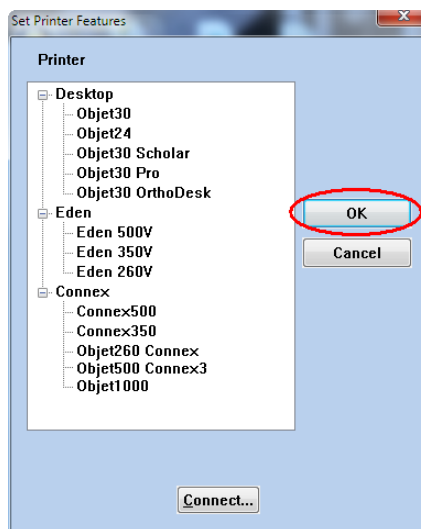 Set Printer Features
Printer
Desktop
Objet30
Objet24
Objet30 Scholar
Objet30 Pro
Objet30 OrthoDesk
Eden
Eden 500V
Eden 350V
Eden 260V
Connex
Connex500
Connex350
Objet260 Connex
Objet500 Connex3
Objet1000
OK
Cancel
Connect...